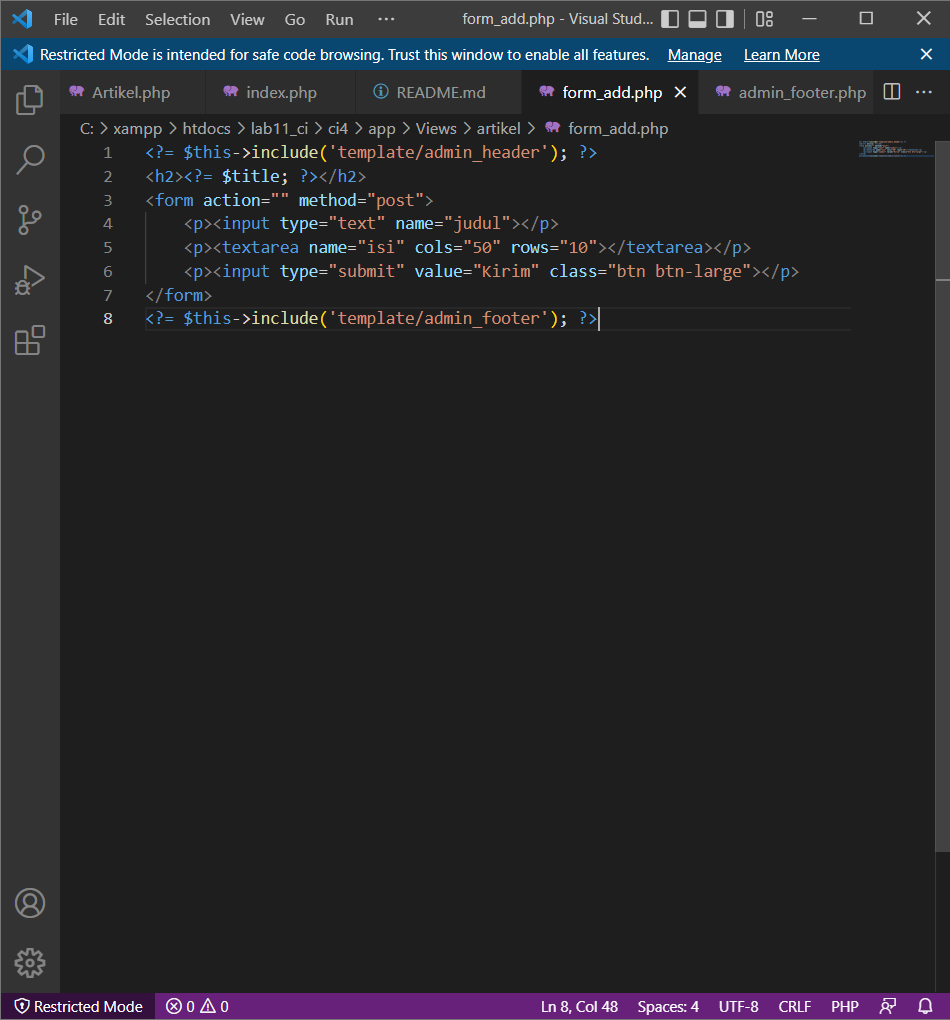 File Edit Selection View Go Run ··· form_add.php - Visual Stud...
Restricted Mode is intended for safe code browsing. Trust this window to enable all features. Manage Learn More
Artikel.php index.php README.md form_add.php admin_footer.php ···
C: > xampp > htdocs > lab11_ci > ci4 > app > Views > artikel > form_add.php
1 <?= $this->include('template/admin_header'); ?>
2 <h2><?= $title; ?></h2>
3 <form action="" method="post">
4     <p><input type="text" name="judul"></p>
5     <p><textarea name="isi" cols="50" rows="10"></textarea></p>
6     <p><input type="submit" value="Kirim" class="btn btn-large"></p>
7 </form>
8 <?= $this->include('template/admin_footer'); ?>
Restricted Mode 0 0 Ln 8, Col 48 Spaces: 4 UTF-8 CRLF PHP